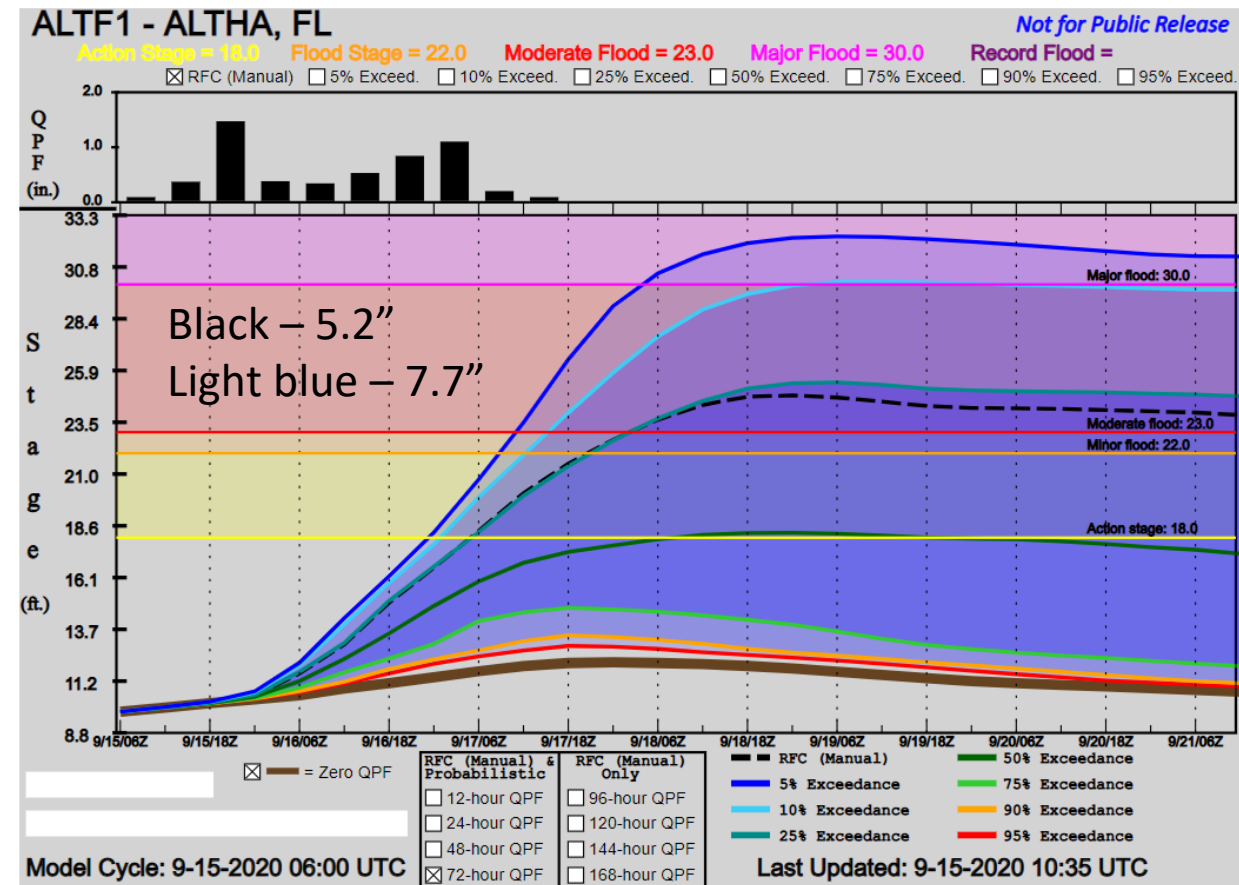 ALTF1 - ALTHA, FL
Not for Public Release
Action Stage = 18.0 Flood Stage = 22.0 Moderate Flood = 23.0 Major Flood = 30.0 Record Flood =
RFC (Manual) 5% Exceed. 10% Exceed. 25% Exceed. 50% Exceed. 75% Exceed. 90% Exceed. 95% Exceed.
2.0
QPF
(in.)
1.0
0.0
33.3
30.8
28.4
25.9
23.5
21.0
18.6
16.1
13.7
11.2
8.8
Stage
(ft.)
Major flood: 30.0
Black – 5.2”
Light blue – 7.7”
Moderate flood: 23.0
Minor flood: 22.0
Action stage: 18.0
9/15/06Z 9/15/18Z 9/16/06Z 9/16/18Z 9/17/06Z 9/17/18Z 9/18/06Z 9/18/18Z 9/19/06Z 9/19/18Z 9/20/06Z 9/20/18Z 9/21/06Z
= Zero QPF
RFC (Manual) &
Probabilistic
12-hour QPF
24-hour QPF
48-hour QPF
72-hour QPF
RFC (Manual)
Only
96-hour QPF
120-hour QPF
144-hour QPF
168-hour QPF
RFC (Manual)
5% Exceedance
10% Exceedance
25% Exceedance
50% Exceedance
75% Exceedance
90% Exceedance
95% Exceedance
Model Cycle: 9-15-2020 06:00 UTC
Last Updated: 9-15-2020 10:35 UTC